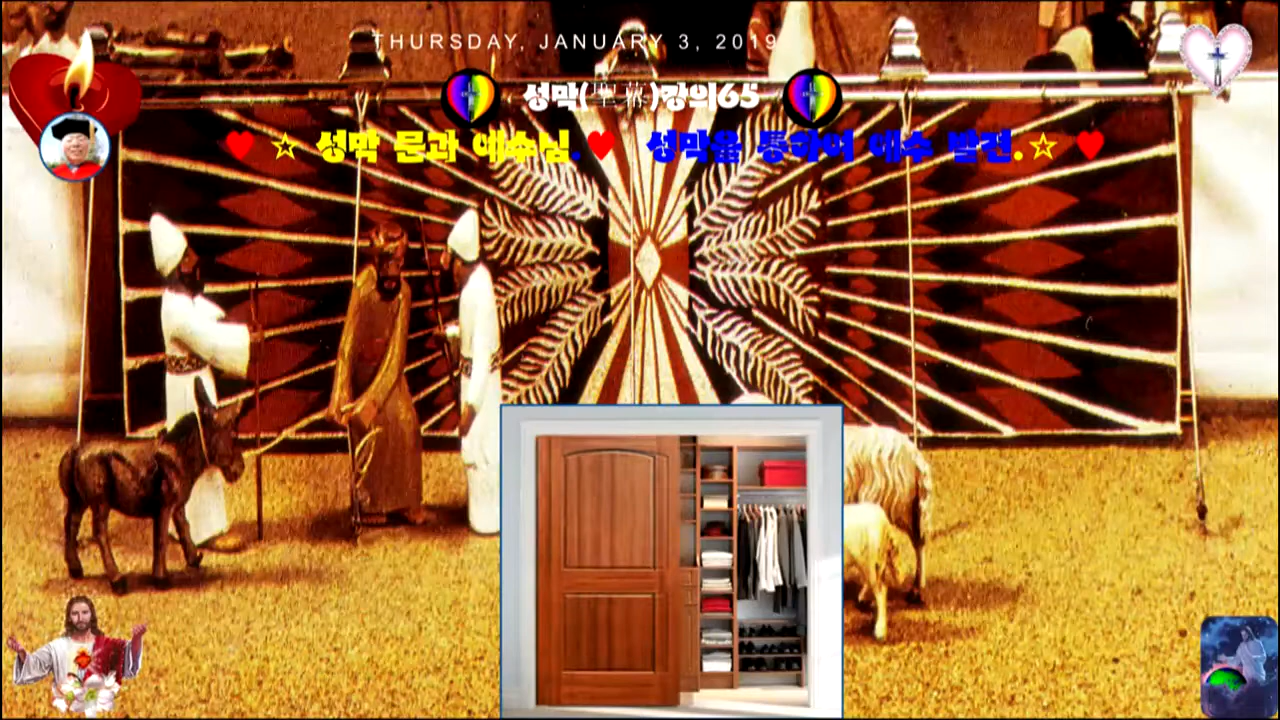 THURSDAY, JANUARY 3, 2019
성막(聖幕)강의65
☆ 성막 문과 예수님. 성막을 통하여 예수 발견.☆